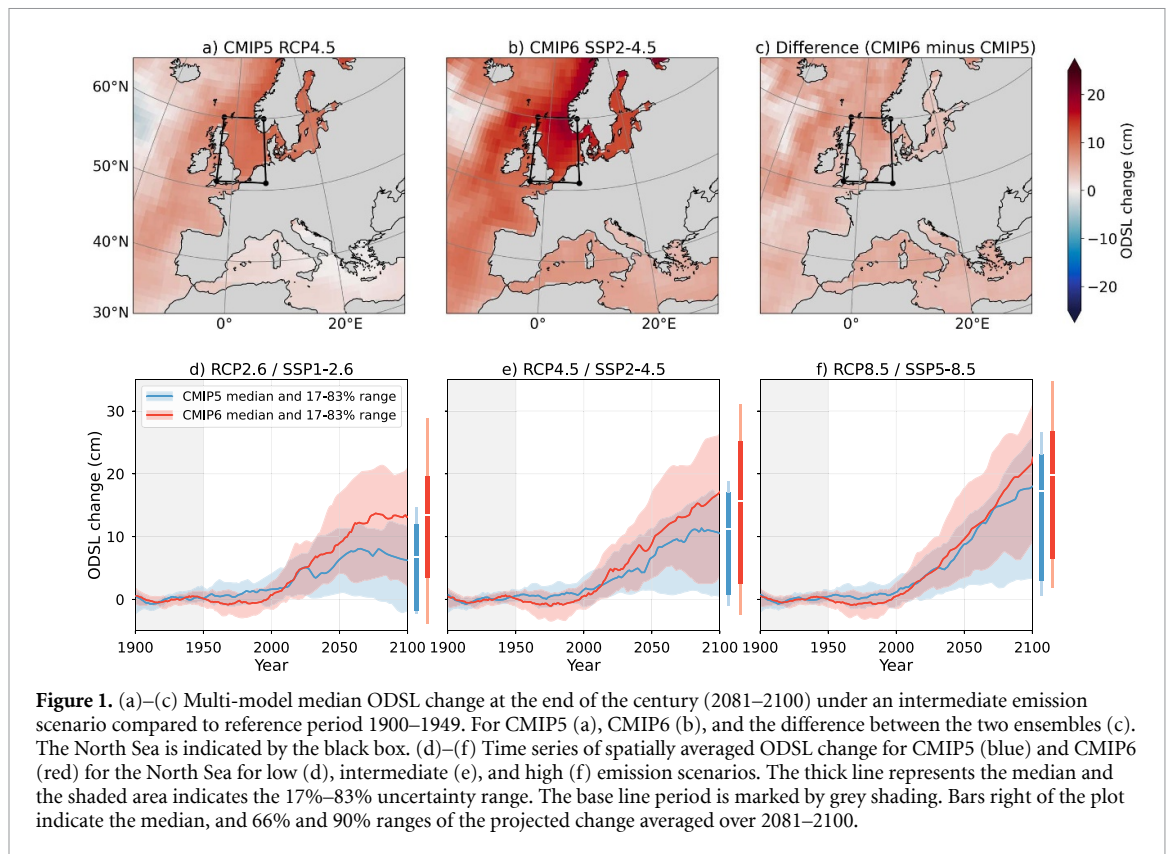 a) CMIP5 RCP4.5
b) CMIP6 SSP2-4.5
c) Difference (CMIP6 minus CMIP5)
60°N
50°N
40°N
30°N
0°
20°E
0°
20°E
0°
20°E
20
10
0
−10
−20
ODSL change (cm)
d) RCP2.6 / SSP1-2.6
e) RCP4.5 / SSP2-4.5
f) RCP8.5 / SSP5-8.5
CMIP5 median and 17-83% range
CMIP6 median and 17-83% range
ODSL change (cm)
30
20
10
0
1900
1950
2000
2050
2100
Year
1900
1950
2000
2050
2100
Year
1900
1950
2000
2050
2100
Year
Figure 1. (a)–(c) Multi-model median ODSL change at the end of the century (2081–2100) under an intermediate emission
scenario compared to reference period 1900–1949. For CMIP5 (a), CMIP6 (b), and the difference between the two ensembles (c).
The North Sea is indicated by the black box. (d)–(f) Time series of spatially averaged ODSL change for CMIP5 (blue) and CMIP6
(red) for the North Sea for low (d), intermediate (e), and high (f) emission scenarios. The thick line represents the median and
the shaded area indicates the 17%–83% uncertainty range. The base line period is marked by grey shading. Bars right of the plot
indicate the median, and 66% and 90% ranges of the projected change averaged over 2081–2100.